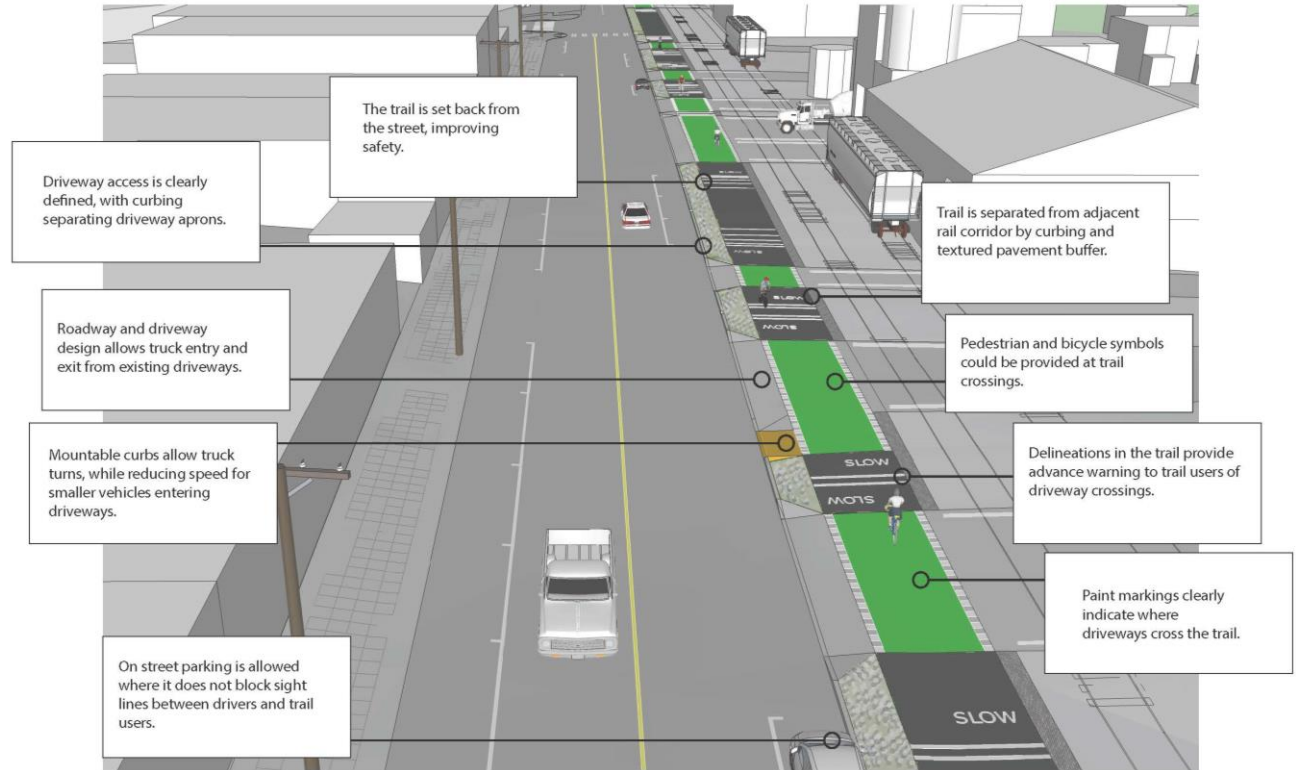 The trail is set back from
the street, improving
safety.
Driveway access is clearly
defined, with curbing
separating driveway aprons.
Trail is separated from adjacent
rail corridor by curbing and
textured pavement buffer.
Roadway and driveway
design allows truck entry and
exit from existing driveways.
Pedestrian and bicycle symbols
could be provided at trail
crossings.
Mountable curbs allow truck
turns, while reducing speed for
smaller vehicles entering
driveways.
Delineations in the trail provide
advance warning to trail users of
driveway crossings.
Paint markings clearly
indicate where
driveways cross the trail.
On street parking is allowed
where it does not block sight
lines between drivers and trail
users.
SLOW
SLOW
SLOW
SLOW
SLOW
SLOW